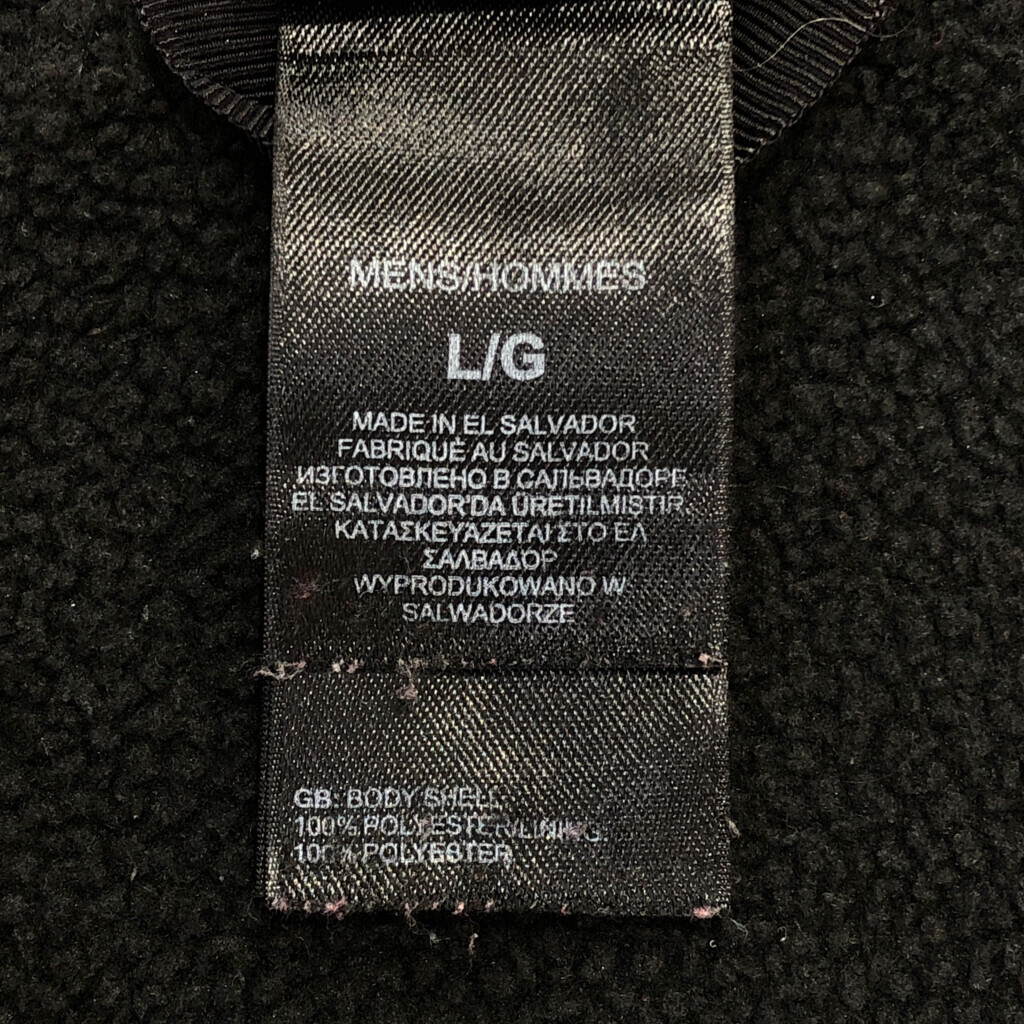 MENS/HOMMES
L/G
MADE IN EL SALVADOR
FABRIQUÉ AU SALVADOR
ИЗГОТОВЛЕНО В САЛЬВАДОРЕ
EL SALVADOR'DA ÜRETILMISTIR.
ΚΑΤΑΣΚΕΥΆΖΕΤΑΙ ΣΤΟ ΕΛ
ΣΑΛΒΑΔΟΡ
WYPRODUKOWANO W
SALWADORZE
GB: BODY SHELL
100% POLYESTER/LINING
100% POLYESTER